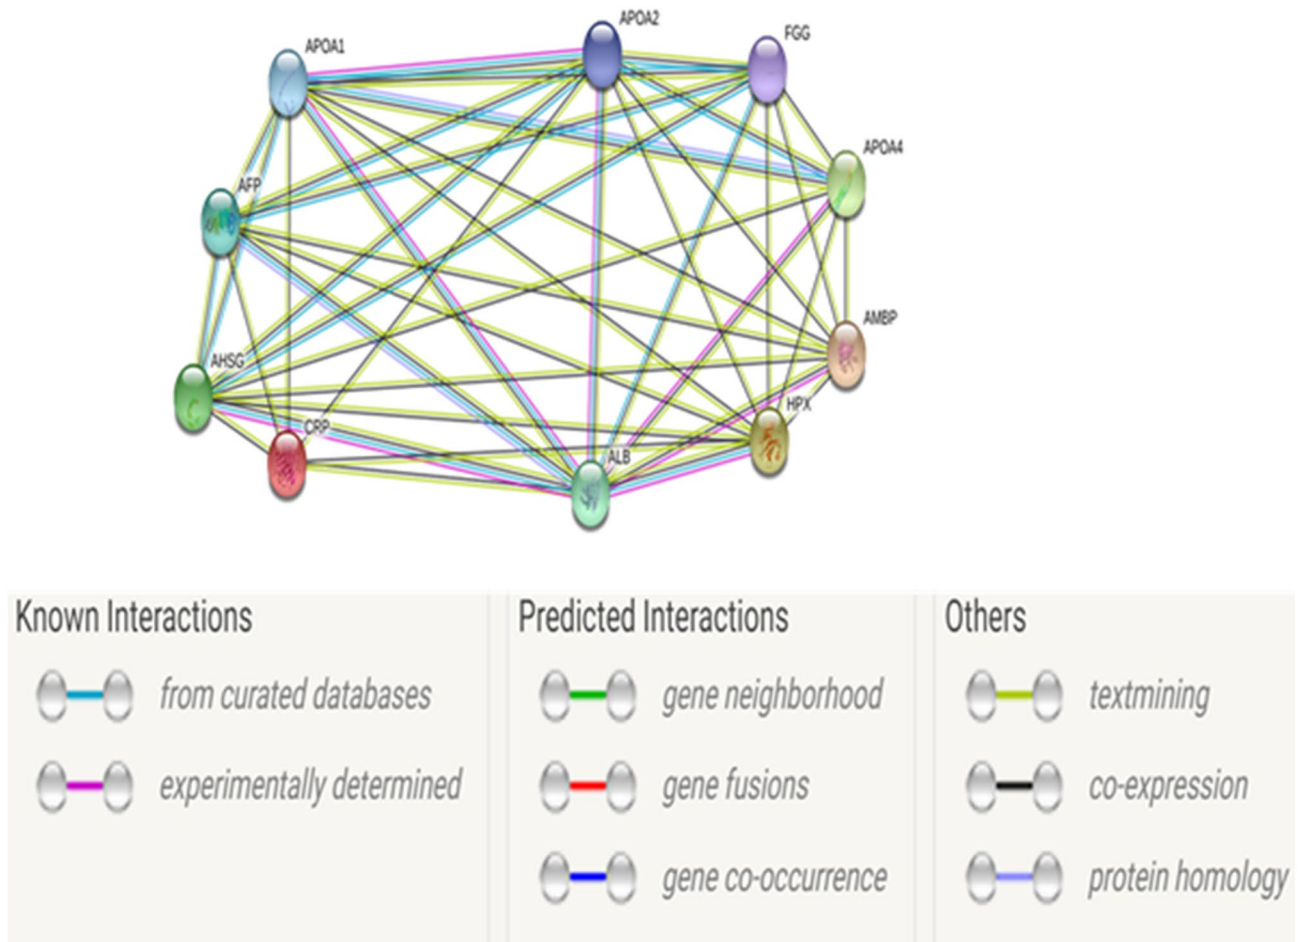 APOA2
FGG
APOA1
APOA4
AFP
AMBP
AHSG
HPX
CRP
ALB
Known Interactions
from curated databases
experimentally determined
Predicted Interactions
gene neighborhood
gene fusions
gene co-occurrence
Others
textmining
co-expression
protein homology